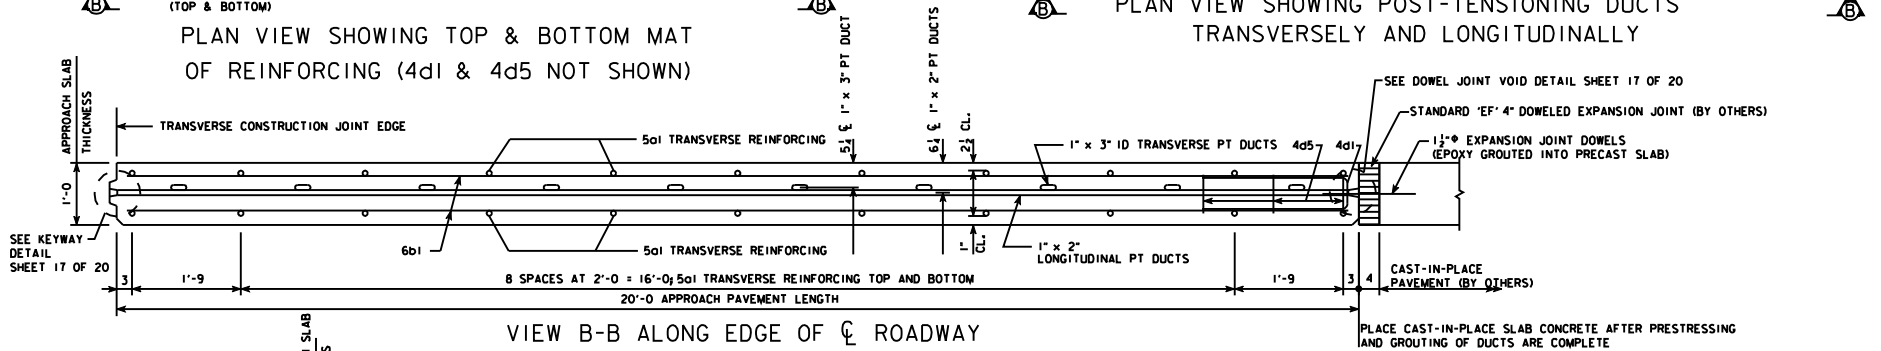 (TOP & BOTTOM)
B
B
B
B
PLAN VIEW SHOWING TOP & BOTTOM MAT
OF REINFORCING (4d1 & 4d5 NOT SHOWN)
PLAN VIEW SHOWING POST-TENSIONING DUCTS
TRANSVERSELY AND LONGITUDINALLY
APPROACH SLAB
THICKNESS
1'-0
TRANSVERSE CONSTRUCTION JOINT EDGE
5a1 TRANSVERSE REINFORCING
5¼ ℄ 1" x 3" PT DUCT
6¼ ℄ 1" x 2" PT DUCTS
2½ CL.
1" x 3" ID TRANSVERSE PT DUCTS
4d5
4d1
SEE DOWEL JOINT VOID DETAIL SHEET 17 OF 20
STANDARD 'EF' 4" DOWELED EXPANSION JOINT (BY OTHERS)
1½"Φ EXPANSION JOINT DOWELS
(EPOXY GROUTED INTO PRECAST SLAB)
SEE KEYWAY
DETAIL
SHEET 17 OF 20
6b1
5a1 TRANSVERSE REINFORCING
1"
CL.
1" x 2"
LONGITUDINAL PT DUCTS
3
1'-9
8 SPACES AT 2'-0 = 16'-0; 5a1 TRANSVERSE REINFORCING TOP AND BOTTOM
1'-9
3
4
CAST-IN-PLACE
PAVEMENT (BY OTHERS)
20'-0 APPROACH PAVEMENT LENGTH
VIEW B-B ALONG EDGE OF ℄ ROADWAY
PLACE CAST-IN-PLACE SLAB CONCRETE AFTER PRESTRESSING
AND GROUTING OF DUCTS ARE COMPLETE
SLAB